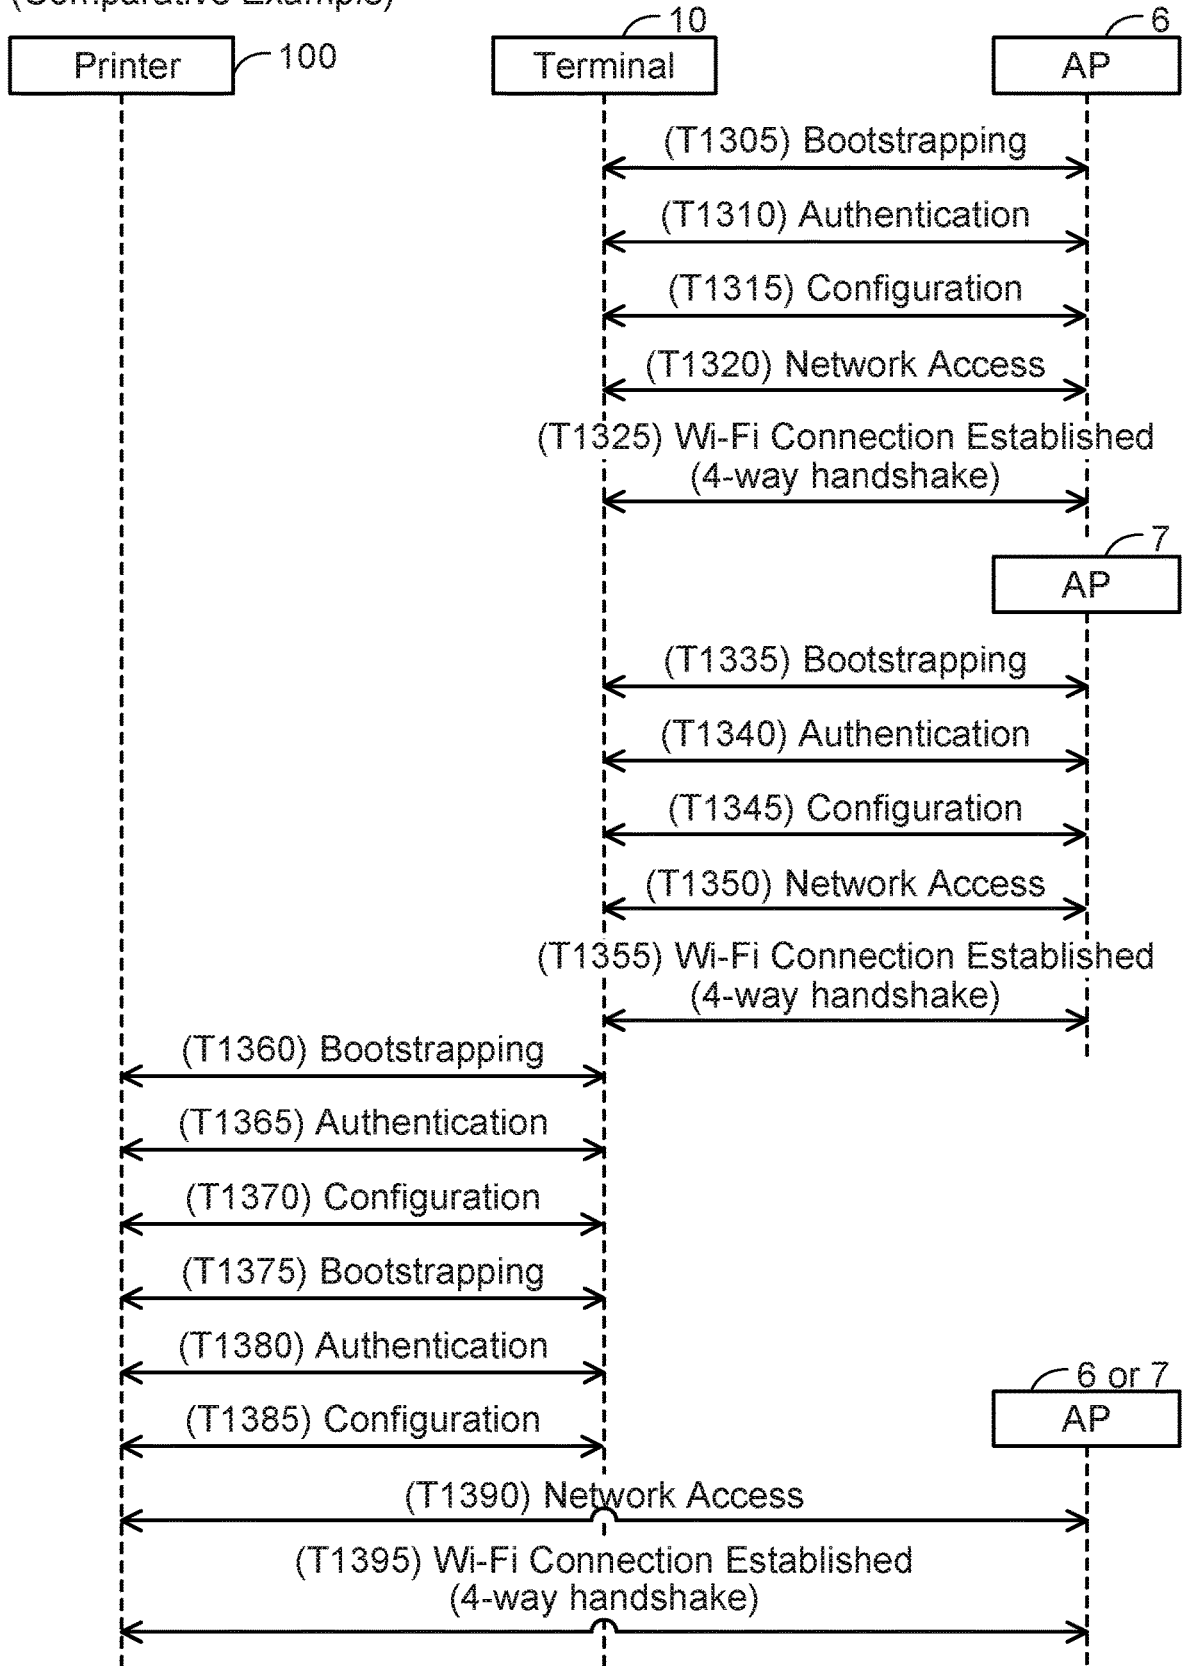 (Comparative Example)
Printer 100 Terminal 10 AP 6
(T1305) Bootstrapping
(T1310) Authentication
(T1315) Configuration
(T1320) Network Access
(T1325) Wi-Fi Connection Established
(4-way handshake)
7
AP
(T1335) Bootstrapping
(T1340) Authentication
(T1345) Configuration
(T1350) Network Access
(T1355) Wi-Fi Connection Established
(4-way handshake)
(T1360) Bootstrapping
(T1365) Authentication
(T1370) Configuration
(T1375) Bootstrapping
(T1380) Authentication
6 or 7
(T1385) Configuration AP
(T1390) Network Access
(T1395) Wi-Fi Connection Established
(4-way handshake)